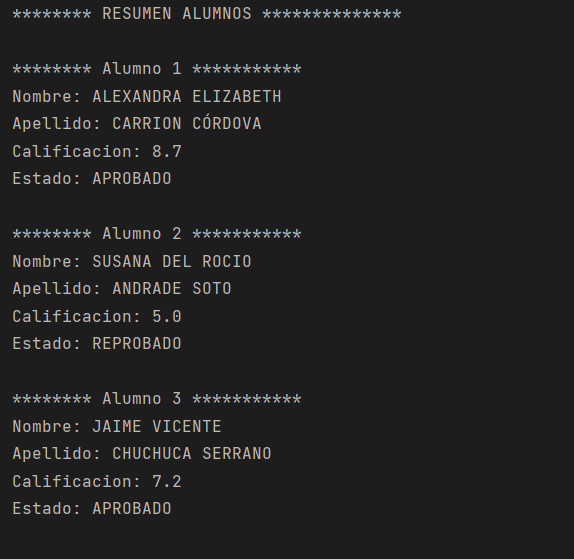 ******** RESUMEN ALUMNOS **************
******** Alumno 1 ***********
Nombre: ALEXANDRA ELIZABETH
Apellido: CARRION CÓRDOVA
Calificacion: 8.7
Estado: APROBADO
******** Alumno 2 ***********
Nombre: SUSANA DEL ROCIO
Apellido: ANDRADE SOTO
Calificacion: 5.0
Estado: REPROBADO
******** Alumno 3 ***********
Nombre: JAIME VICENTE
Apellido: CHUCHUCA SERRANO
Calificacion: 7.2
Estado: APROBADO